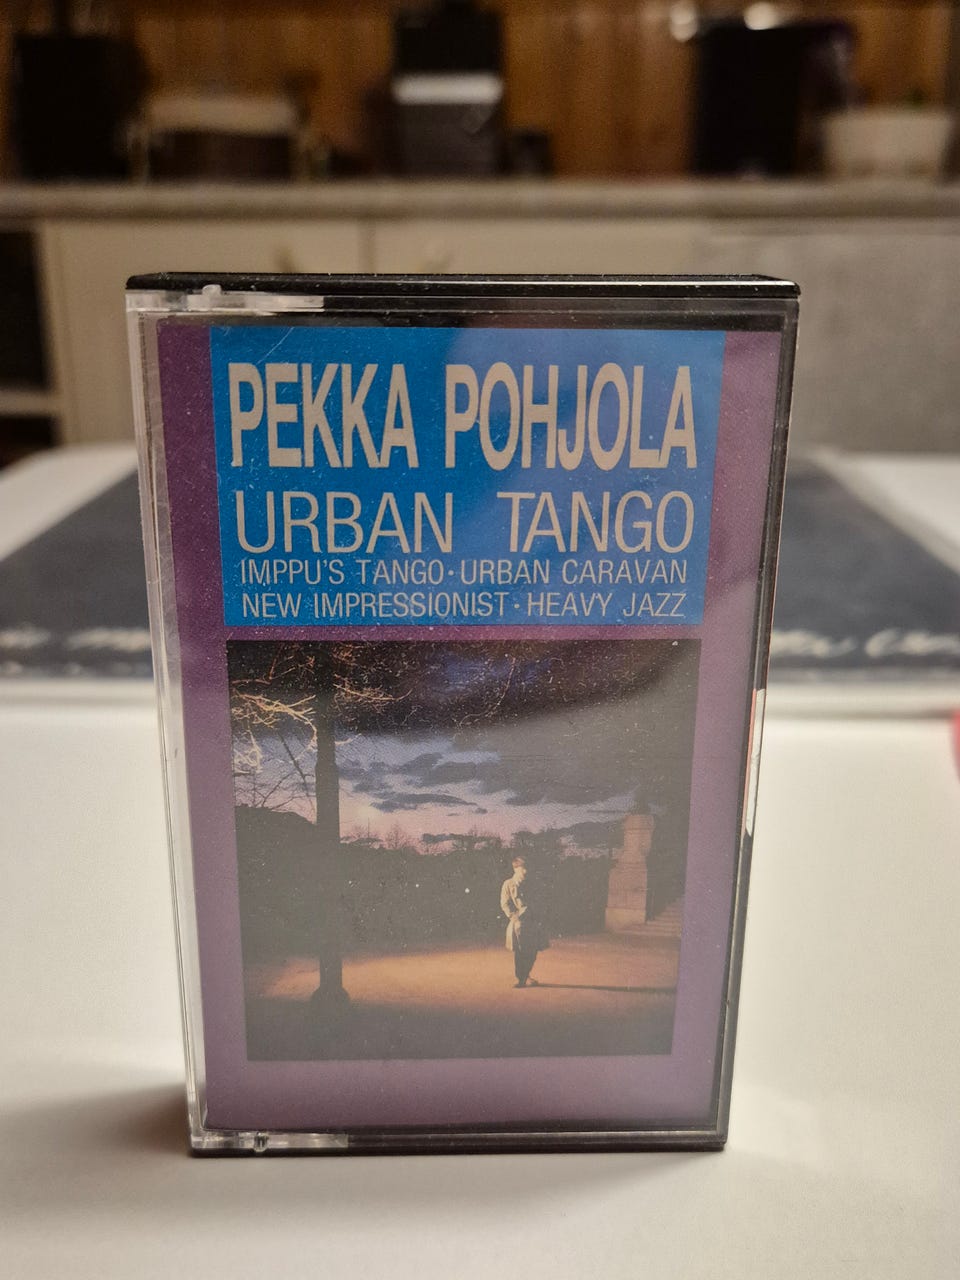 PEKKA POHJOLA
URBAN TANGO
IMPPU'S TANGO·URBAN CARAVAN
NEW IMPRESSIONIST·HEAVY JAZZ